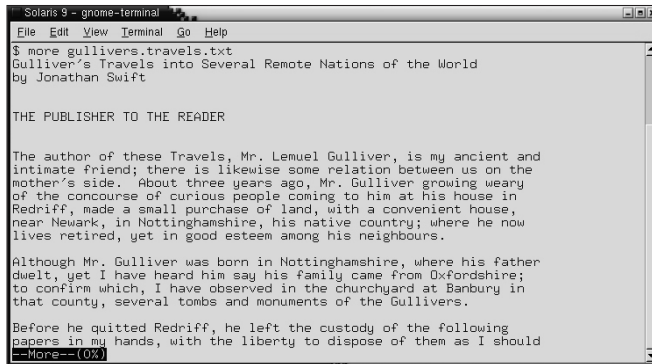 Solaris 9 - gnome-terminal
File Edit View Terminal Go Help
$ more gullivers.travels.txt
Gulliver's Travels into Several Remote Nations of the World
by Jonathan Swift
THE PUBLISHER TO THE READER
The author of these Travels, Mr. Lemuel Gulliver, is my ancient and
intimate friend; there is likewise some relation between us on the
mother's side.  About three years ago, Mr. Gulliver growing weary
of the concourse of curious people coming to him at his house in
Redriff, made a small purchase of land, with a convenient house,
near Newark, in Nottinghamshire, his native country; where he now
lives retired, yet in good esteem among his neighbours.
Although Mr. Gulliver was born in Nottinghamshire, where his father
dwelt, yet I have heard him say his family came from Oxfordshire;
to confirm which, I have observed in the churchyard at Banbury in
that county, several tombs and monuments of the Gullivers.
Before he quitted Redriff, he left the custody of the following
papers in my hands, with the liberty to dispose of them as I should
--More--(0%)